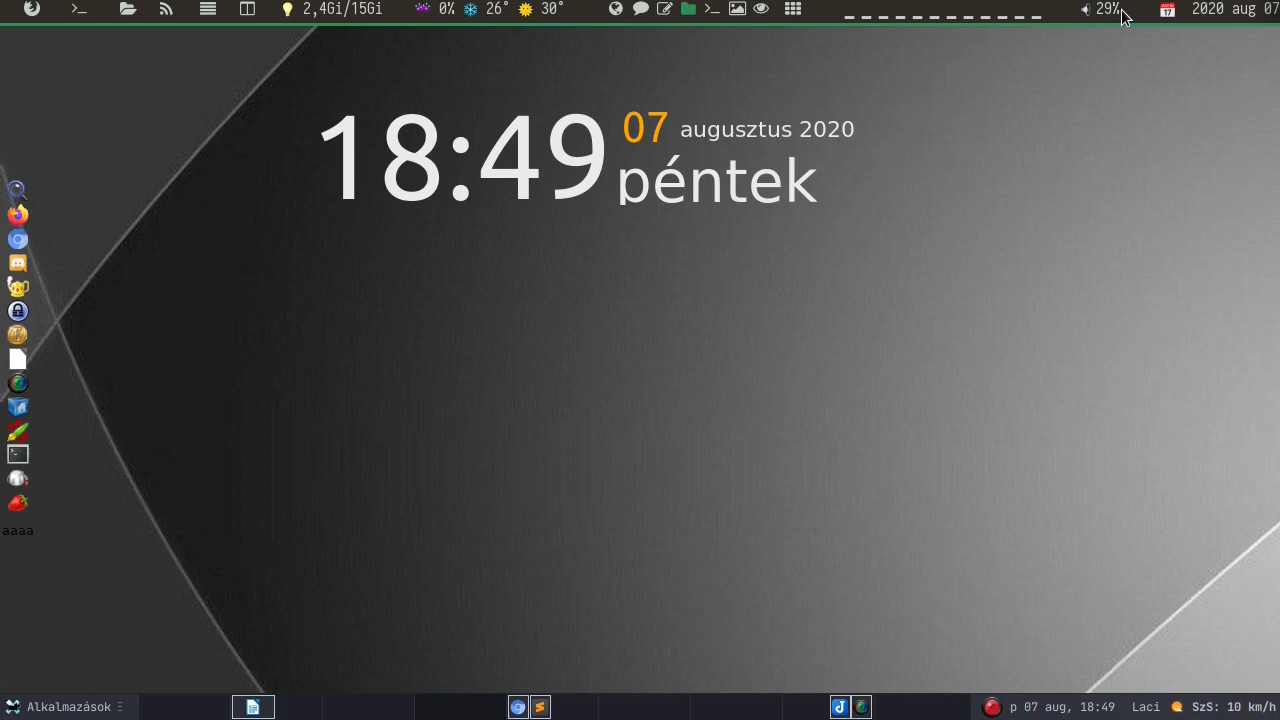 2,4Gi/15Gi 0% 26° 30° 29% 2020 aug 07
18:49 07 augusztus 2020
péntek
aaaa
Alkalmazások p 07 aug, 18:49 Laci SzS: 10 km/h